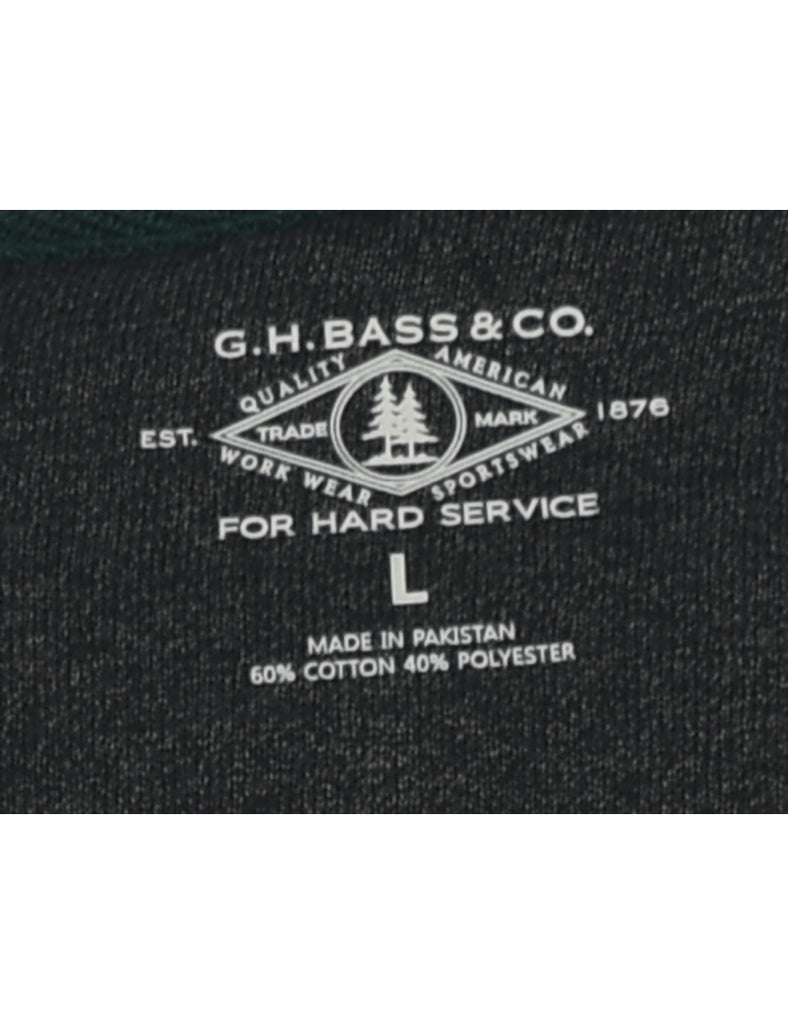 G.H.BASS & CO.
QUALITY AMERICAN
EST. TRADE MARK 1876
WORK WEAR SPORTSWEAR
FOR HARD SERVICE
L
MADE IN PAKISTAN
60% COTTON 40% POLYESTER